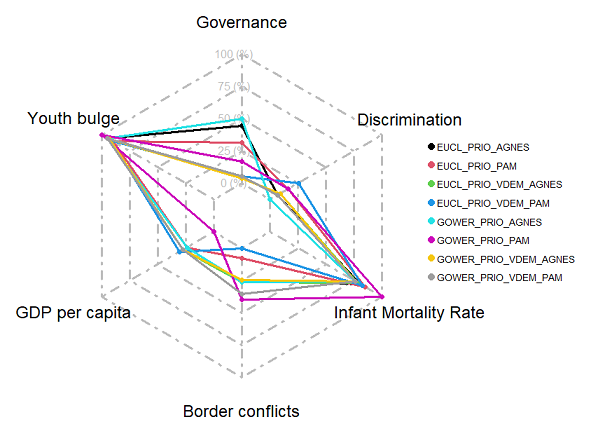 Governance
100 (%)
75 (%)
50 (%)
25 (%)
0 (%)
Youth bulge
Discrimination
EUCL_PRIO_AGNES
EUCL_PRIO_PAM
EUCL_PRIO_VDEM_AGNES
EUCL_PRIO_VDEM_PAM
GOWER_PRIO_AGNES
GOWER_PRIO_PAM
GOWER_PRIO_VDEM_AGNES
GOWER_PRIO_VDEM_PAM
GDP per capita
Infant Mortality Rate
Border conflicts